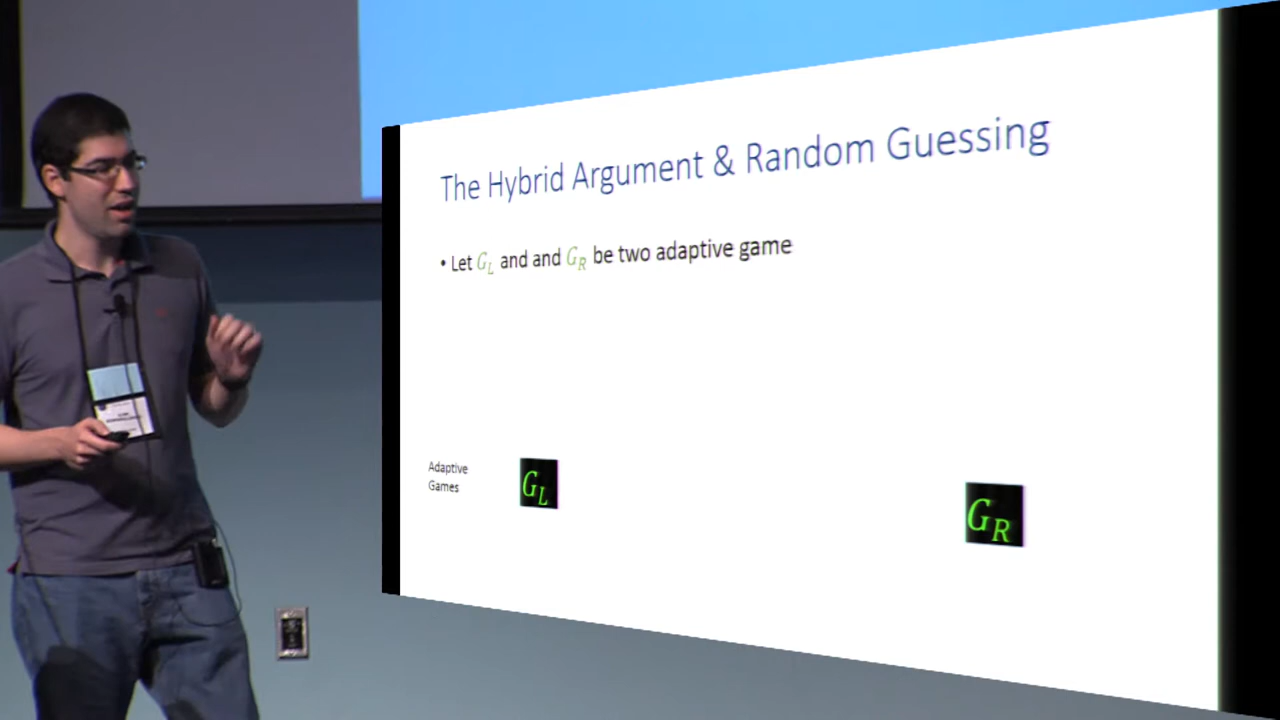 The Hybrid Argument & Random Guessing
• Let G_L and and G_R be two adaptive game
Adaptive
Games
G_L
G_R